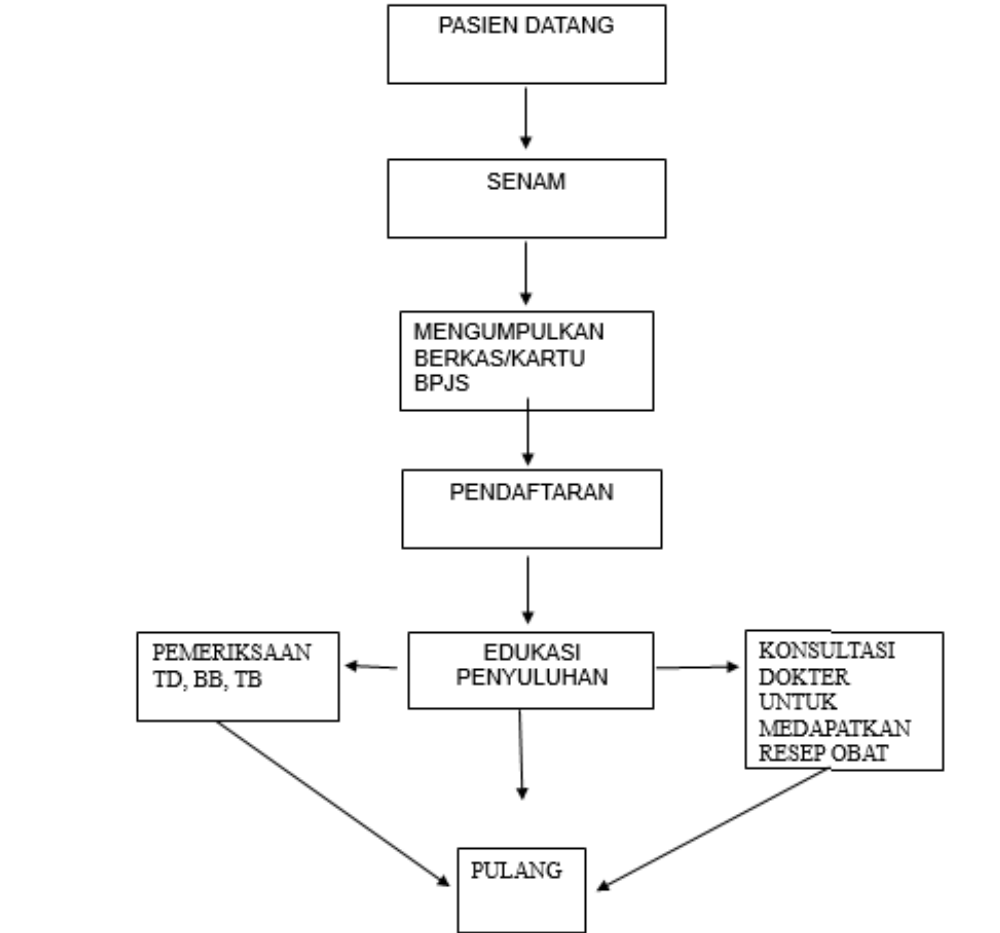 PASIEN DATANG
SENAM
MENGUMPULKAN
BERKAS/KARTU
BPJS
PENDAFTARAN
PEMERIKSAAN
TD, BB, TB
EDUKASI
PENYULUHAN
KONSULTASI
DOKTER
UNTUK
MEDAPATKAN
RESEP OBAT
PULANG